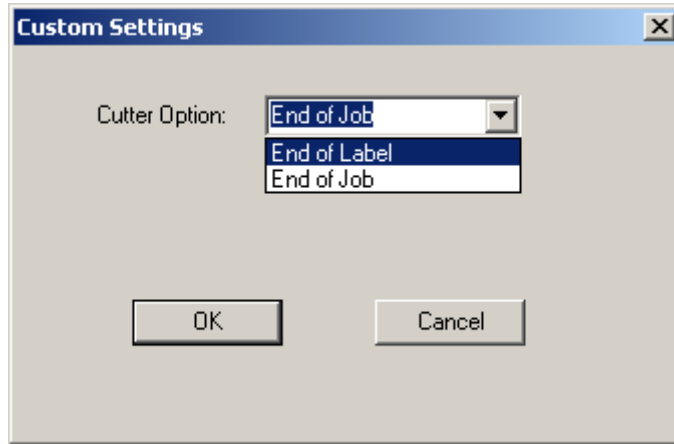 Custom Settings
Cutter Option: End of Job
End of Label
End of Job
OK Cancel